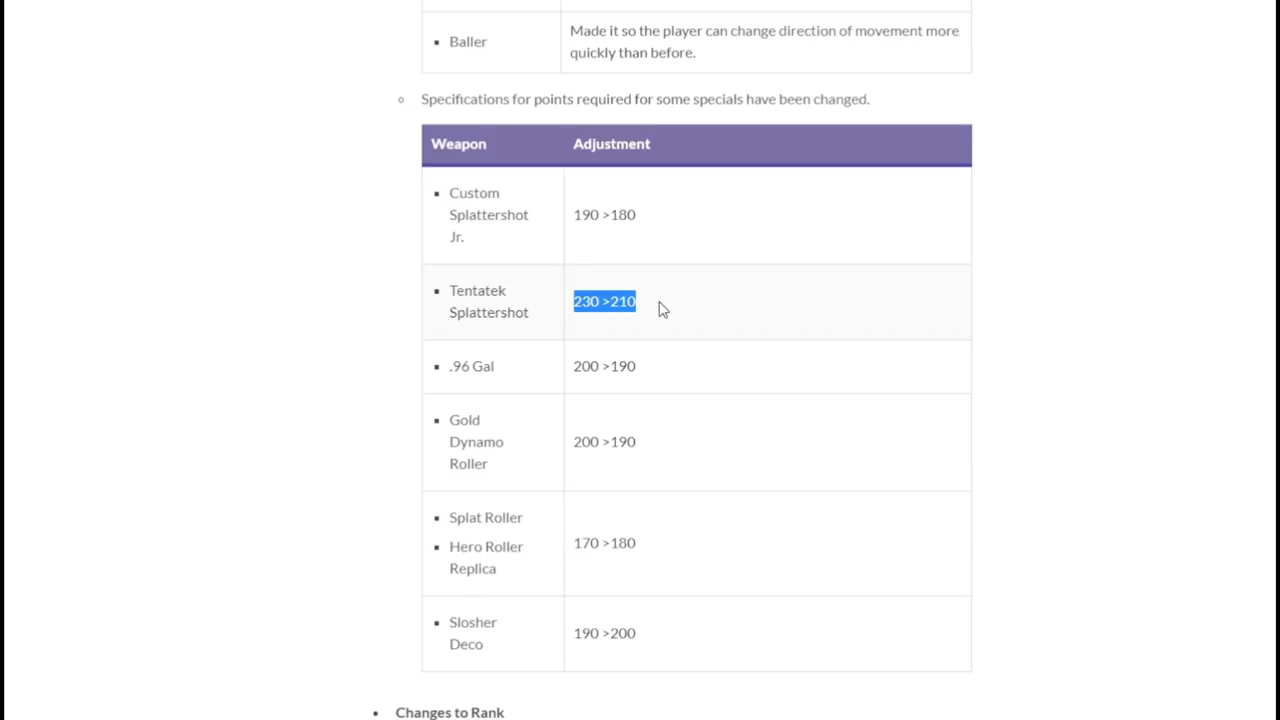 Baller
Made it so the player can change direction of movement more
quickly than before.
Specifications for points required for some specials have been changed.
Weapon
Adjustment
Custom
Splattershot
Jr.
190 >180
Tentatek
Splattershot
230 >210
.96 Gal
200 >190
Gold
Dynamo
Roller
200 >190
Splat Roller
Hero Roller
Replica
170 >180
Slosher
Deco
190 >200
Changes to Rank